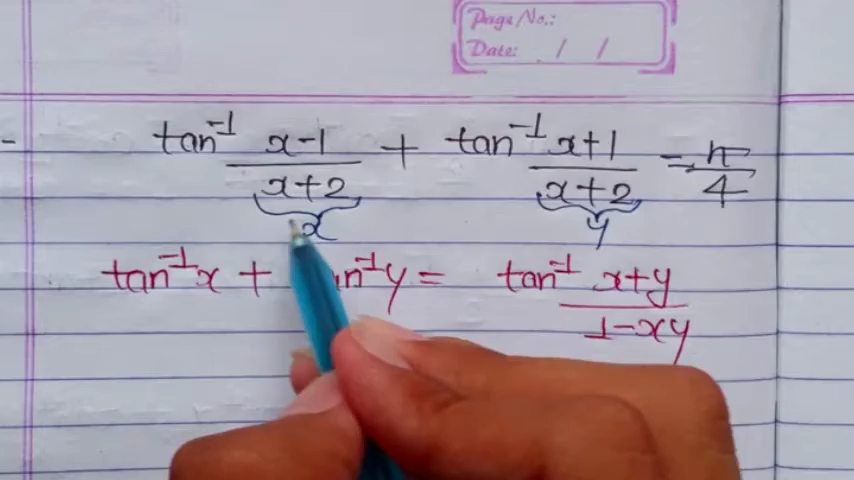 Page No.:
Date: / /
tan⁻¹ (x-1)/(x+2) + tan⁻¹ (x+1)/(x+2) = π/4
x y
tan⁻¹x + an⁻¹y = tan⁻¹ (x+y)/(1-xy)